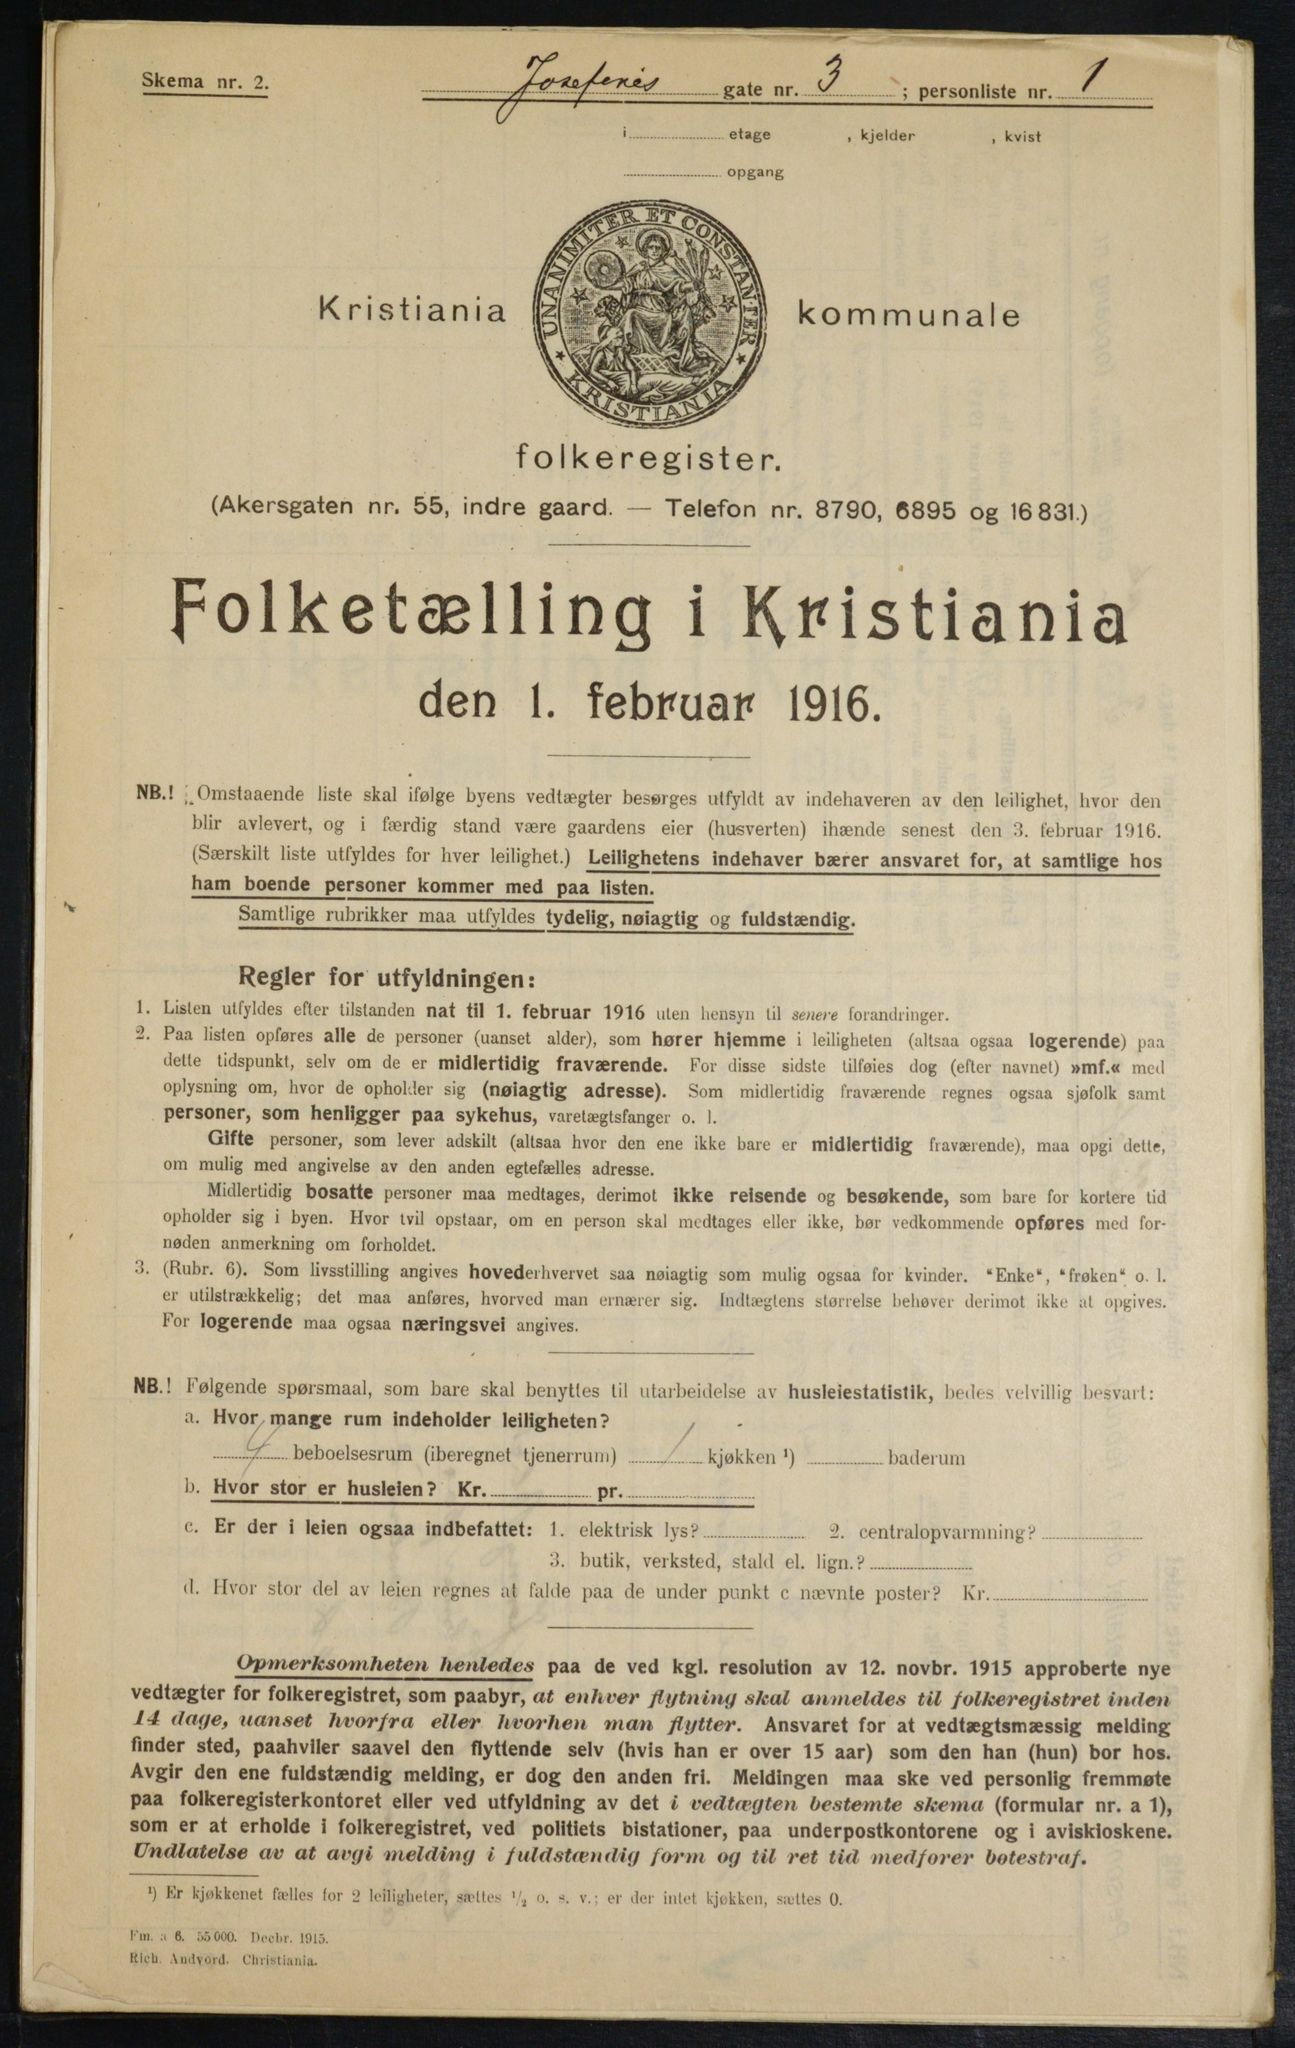 Skema nr. 2.
Josefines gate nr. 3 ; personliste nr. 1
i etage , kjelder , kvist
opgang
UNANIMITER ET CONSTANTER
KRISTIANIA
Kristiania kommunale
folkeregister.
(Akersgaten nr. 55, indre gaard. — Telefon nr. 8790, 6895 og 16 831.)
Folketælling i Kristiania
den 1. februar 1916.
NB.! Omstaaende liste skal ifølge byens vedtægter besørges utfyldt av indehaveren av den leilighet, hvor den
blir avlevert, og i færdig stand være gaardens eier (husverten) ihænde senest den 3. februar 1916.
(Særskilt liste utfyldes for hver leilighet.) Leilighetens indehaver bærer ansvaret for, at samtlige hos
ham boende personer kommer med paa listen.
Samtlige rubrikker maa utfyldes tydelig, nøiagtig og fuldstændig.
Regler for utfyldningen:
1. Listen utfyldes efter tilstanden nat til 1. februar 1916 uten hensyn til senere forandringer.
2. Paa listen opføres alle de personer (uanset alder), som hører hjemme i leiligheten (altsaa ogsaa logerende) paa
dette tidspunkt, selv om de er midlertidig fraværende. For disse sidste tilføies dog (efter navnet) »mf.« med
oplysning om, hvor de opholder sig (nøiagtig adresse). Som midlertidig fraværende regnes ogsaa sjøfolk samt
personer, som henligger paa sykehus, varetægtsfanger o. l.
Gifte personer, som lever adskilt (altsaa hvor den ene ikke bare er midlertidig fraværende), maa opgi dette,
om mulig med angivelse av den anden egtefælles adresse.
Midlertidig bosatte personer maa medtages, derimot ikke reisende og besøkende, som bare for kortere tid
opholder sig i byen. Hvor tvil opstaar, om en person skal medtages eller ikke, bør vedkommende opføres med for-
nøden anmerkning om forholdet.
3. (Rubr. 6). Som livsstilling angives hovederhvervet saa nøiagtig som mulig ogsaa for kvinder. "Enke", "frøken" o. l.
er utilstrækkelig; det maa anføres, hvorved man ernærer sig. Indtægtens størrelse behøver derimot ikke at opgives.
For logerende maa ogsaa næringsvei angives.
NB.! Følgende spørsmaal, som bare skal benyttes til utarbeidelse av husleiestatistik, bedes velvillig besvart:
a. Hvor mange rum indeholder leiligheten?
4 beboelsesrum (iberegnet tjenerrum) 1 kjøkken ¹) baderum
b. Hvor stor er husleien? Kr. pr.
c. Er der i leien ogsaa indbefattet: 1. elektrisk lys? 2. centralopvarmning?
3. butik, verksted, stald el. lign.?
d. Hvor stor del av leien regnes at falde paa de under punkt c nævnte poster? Kr.
Opmerksomheten henledes paa de ved kgl. resolution av 12. novbr. 1915 approberte nye
vedtægter for folkeregistret, som paabyr, at enhver flytning skal anmeldes til folkeregistret inden
14 dage, uanset hvorfra eller hvorhen man flytter. Ansvaret for at vedtægtsmæssig melding
finder sted, paahviler saavel den flyttende selv (hvis han er over 15 aar) som den han (hun) bor hos.
Avgir den ene fuldstændig melding, er dog den anden fri. Meldingen maa ske ved personlig fremmøte
paa folkeregisterkontoret eller ved utfyldning av det i vedtægten bestemte skema (formular nr. a 1),
som er at erholde i folkeregistret, ved politiets bistationer, paa underpostkontorene og i aviskioskene.
Undlatelse av at avgi melding i fuldstændig form og til ret tid medfører bøtestraf.
¹) Er kjøkkenet fælles for 2 leiligheter, sættes ½ o. s. v.; er der intet kjøkken, sættes 0.
Fm. a 6. 55 000. Decbr. 1915.
Rich. Andvord. Christiania.